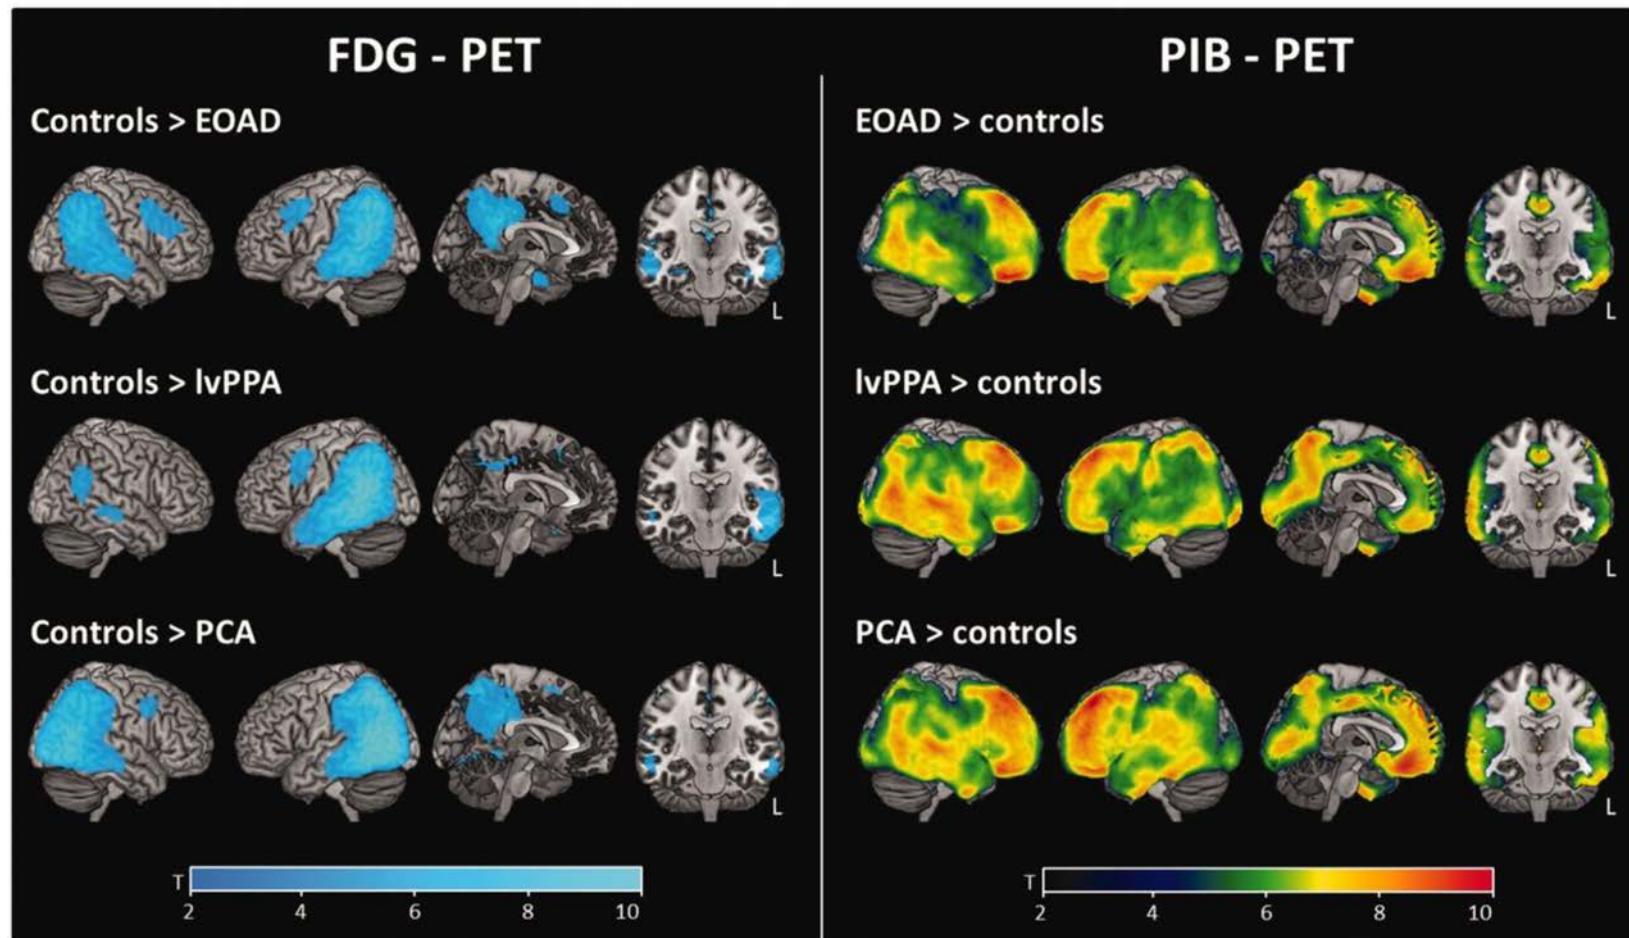 FDG - PET
Controls > EOAD
L
Controls > lvPPA
L
Controls > PCA
L
T
2 4 6 8 10
PIB - PET
EOAD > controls
L
lvPPA > controls
L
PCA > controls
L
T
2 4 6 8 10